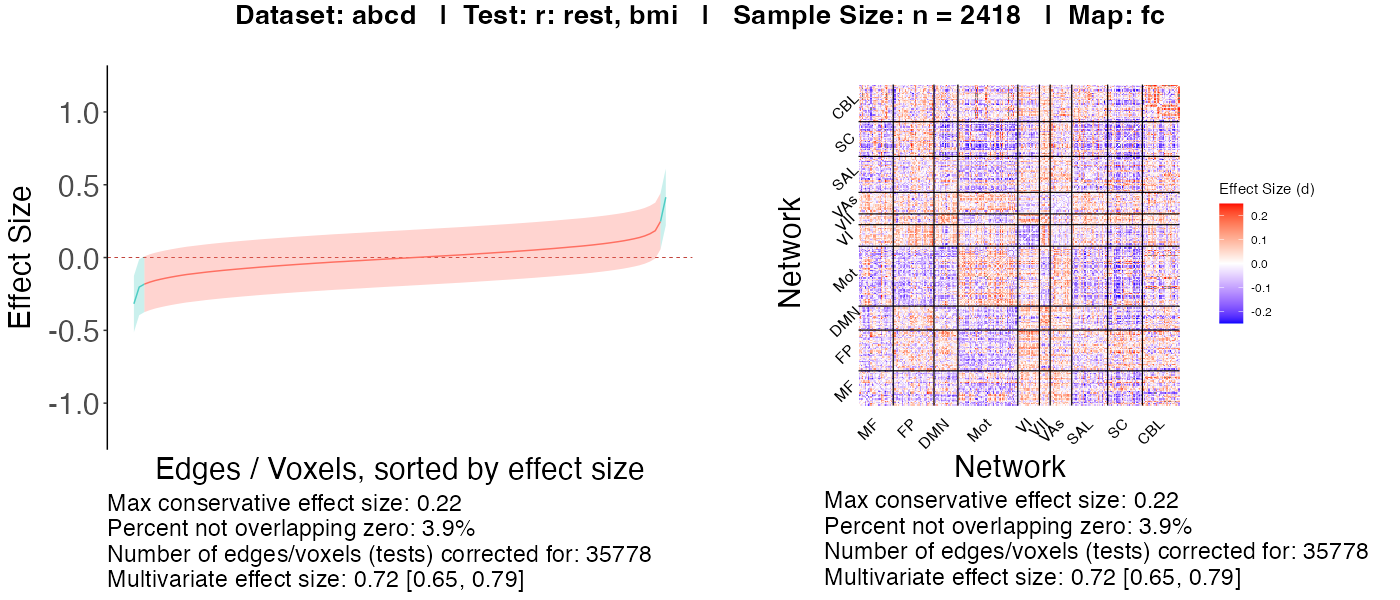 Dataset: abcd | Test: r: rest, bmi | Sample Size: n = 2418 | Map: fc
Effect Size
1.0
0.5
0.0
-0.5
-1.0
Edges / Voxels, sorted by effect size
Max conservative effect size: 0.22
Percent not overlapping zero: 3.9%
Number of edges/voxels (tests) corrected for: 35778
Multivariate effect size: 0.72 [0.65, 0.79]
Network
CBL
SC
SAL
VAs
VII
VI
Mot
DMN
FP
MF
MF
FP
DMN
Mot
VI
VII
VAs
SAL
SC
CBL
Network
Effect Size (d)
0.2
0.1
0.0
-0.1
-0.2
Max conservative effect size: 0.22
Percent not overlapping zero: 3.9%
Number of edges/voxels (tests) corrected for: 35778
Multivariate effect size: 0.72 [0.65, 0.79]